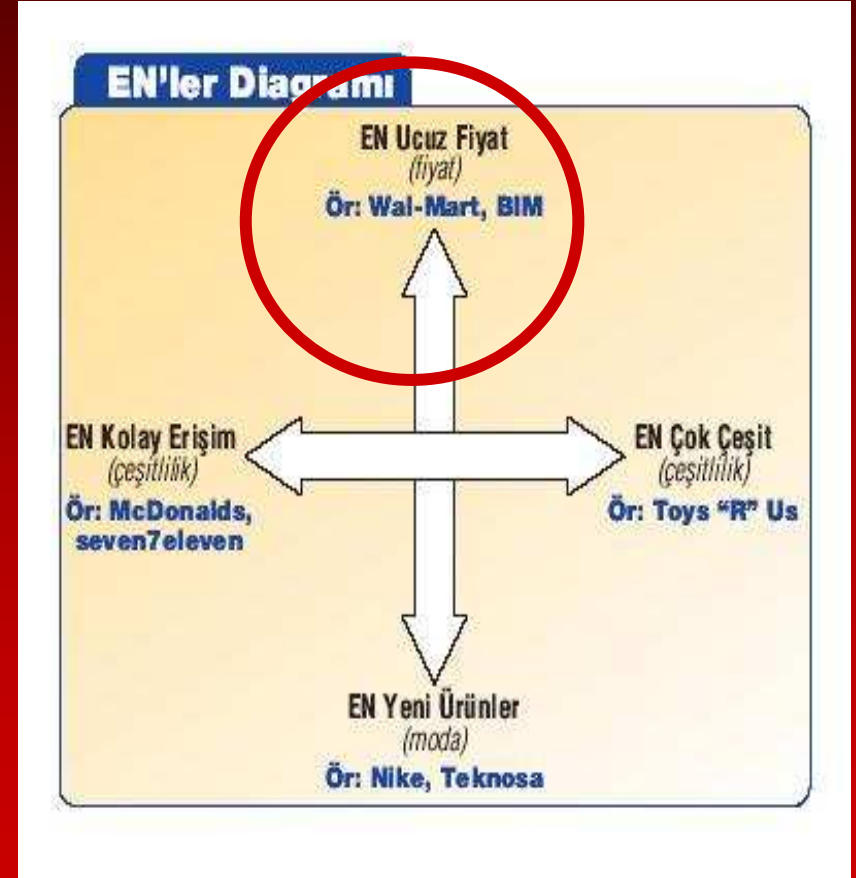 EN'ler Diagramı
EN Ucuz Fiyat
(fiyat)
Ör: Wal-Mart, BIM
EN Kolay Erişim
(çeşitlilik)
Ör: McDonalds,
seven7eleven
EN Çok Çeşit
(çeşitlilik)
Ör: Toys “R” Us
EN Yeni Ürünler
(moda)
Ör: Nike, Teknosa